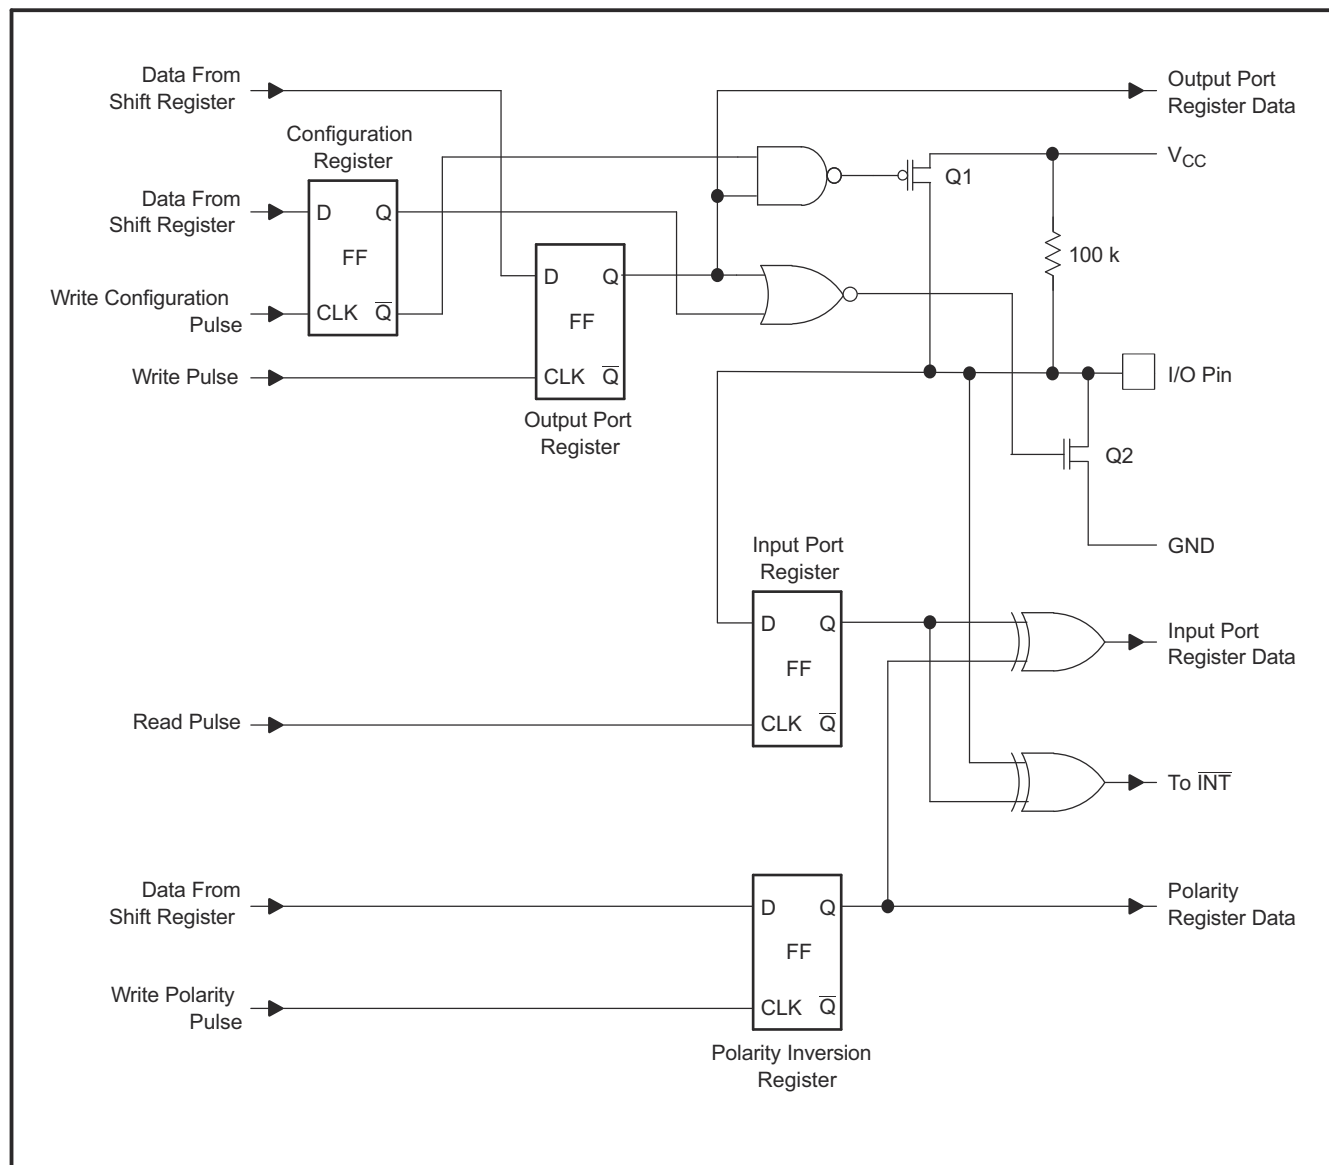 Data From
Shift Register
Output Port
Register Data
Configuration
Register
V_CC
Q1
Data From
Shift Register
D
Q
FF
100 k
D
Q
Write Configuration
Pulse
CLK
Q̅
FF
Write Pulse
CLK
Q̅
I/O Pin
Output Port
Register
Q2
Input Port
Register
GND
D
Q
Input Port
Register Data
FF
Read Pulse
CLK
Q̅
To I̅N̅T̅
Data From
Shift Register
D
Q
Polarity
Register Data
FF
Write Polarity
Pulse
CLK
Q̅
Polarity Inversion
Register